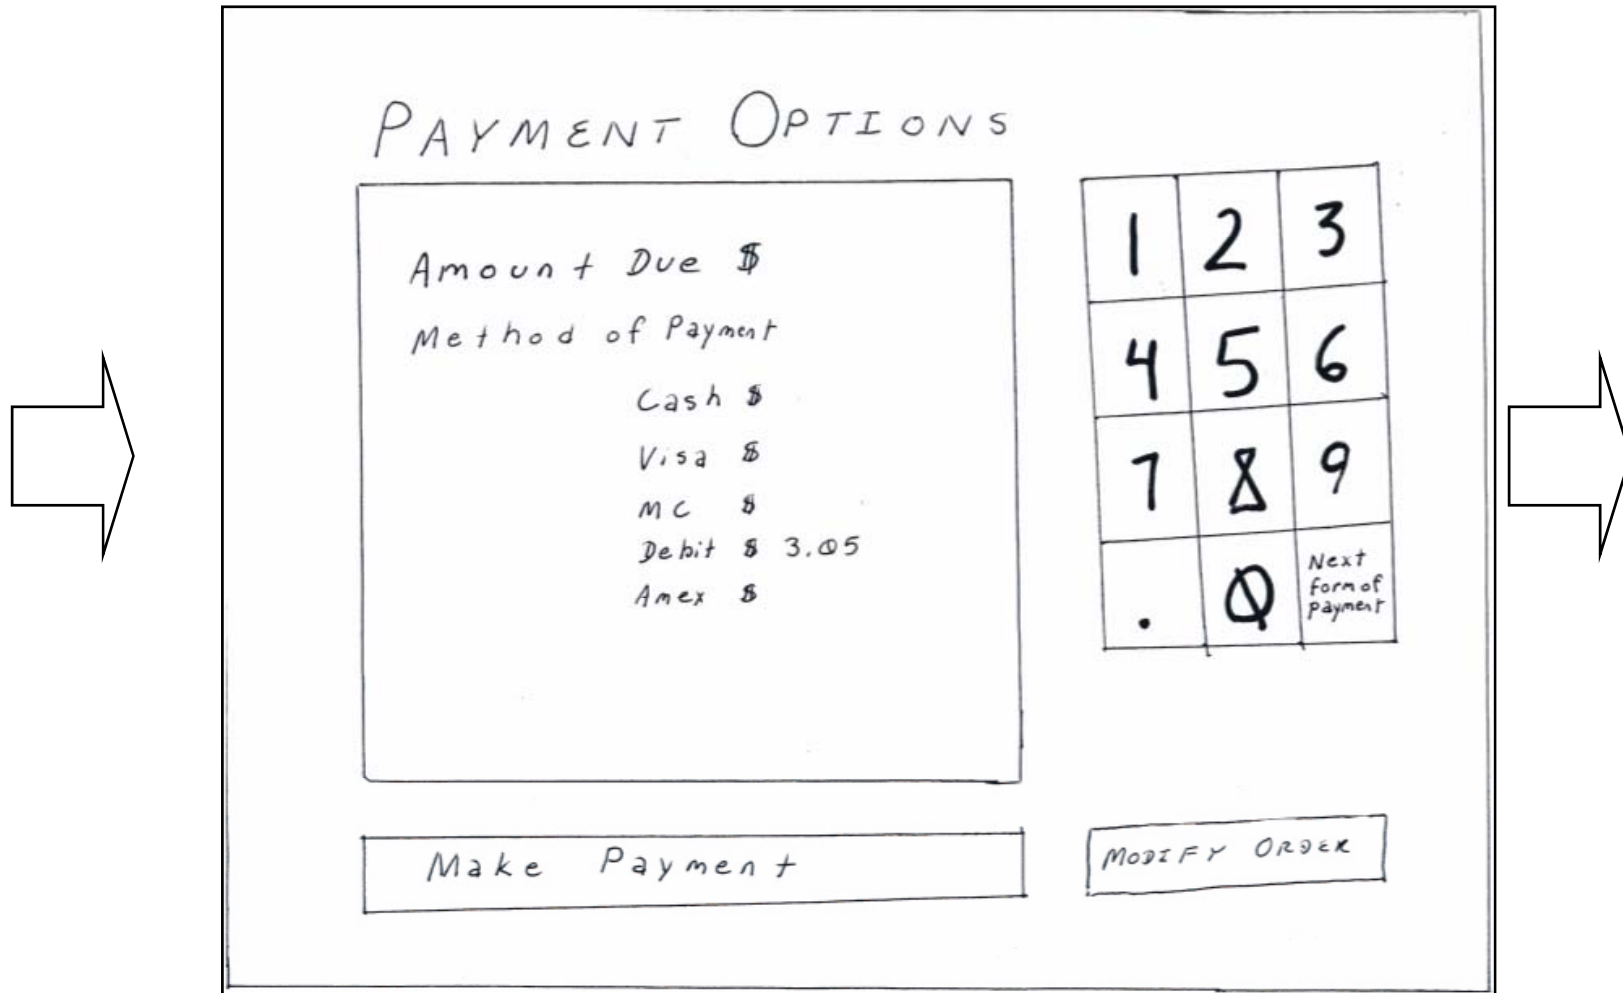 PAYMENT OPTIONS
Amount Due $
Method of Payment
Cash $
Visa $
MC $
Debit $ 3.05
Amex $
1 2 3
4 5 6
7 8 9
. 0 Next form of payment
Make Payment
MODIFY ORDER